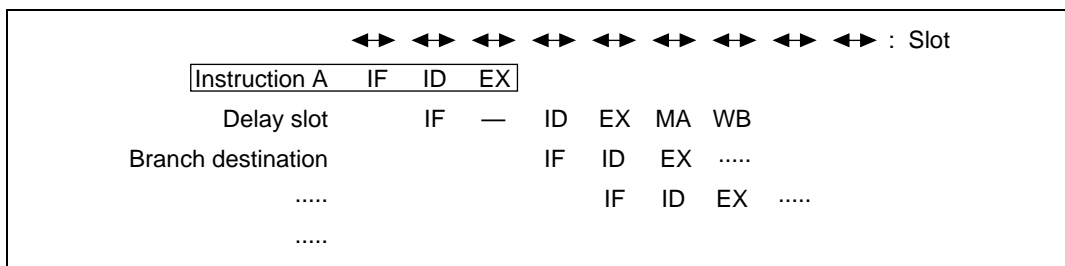 : Slot
Instruction A IF ID EX
Delay slot IF — ID EX MA WB
Branch destination IF ID EX .....
..... IF ID EX .....
.....